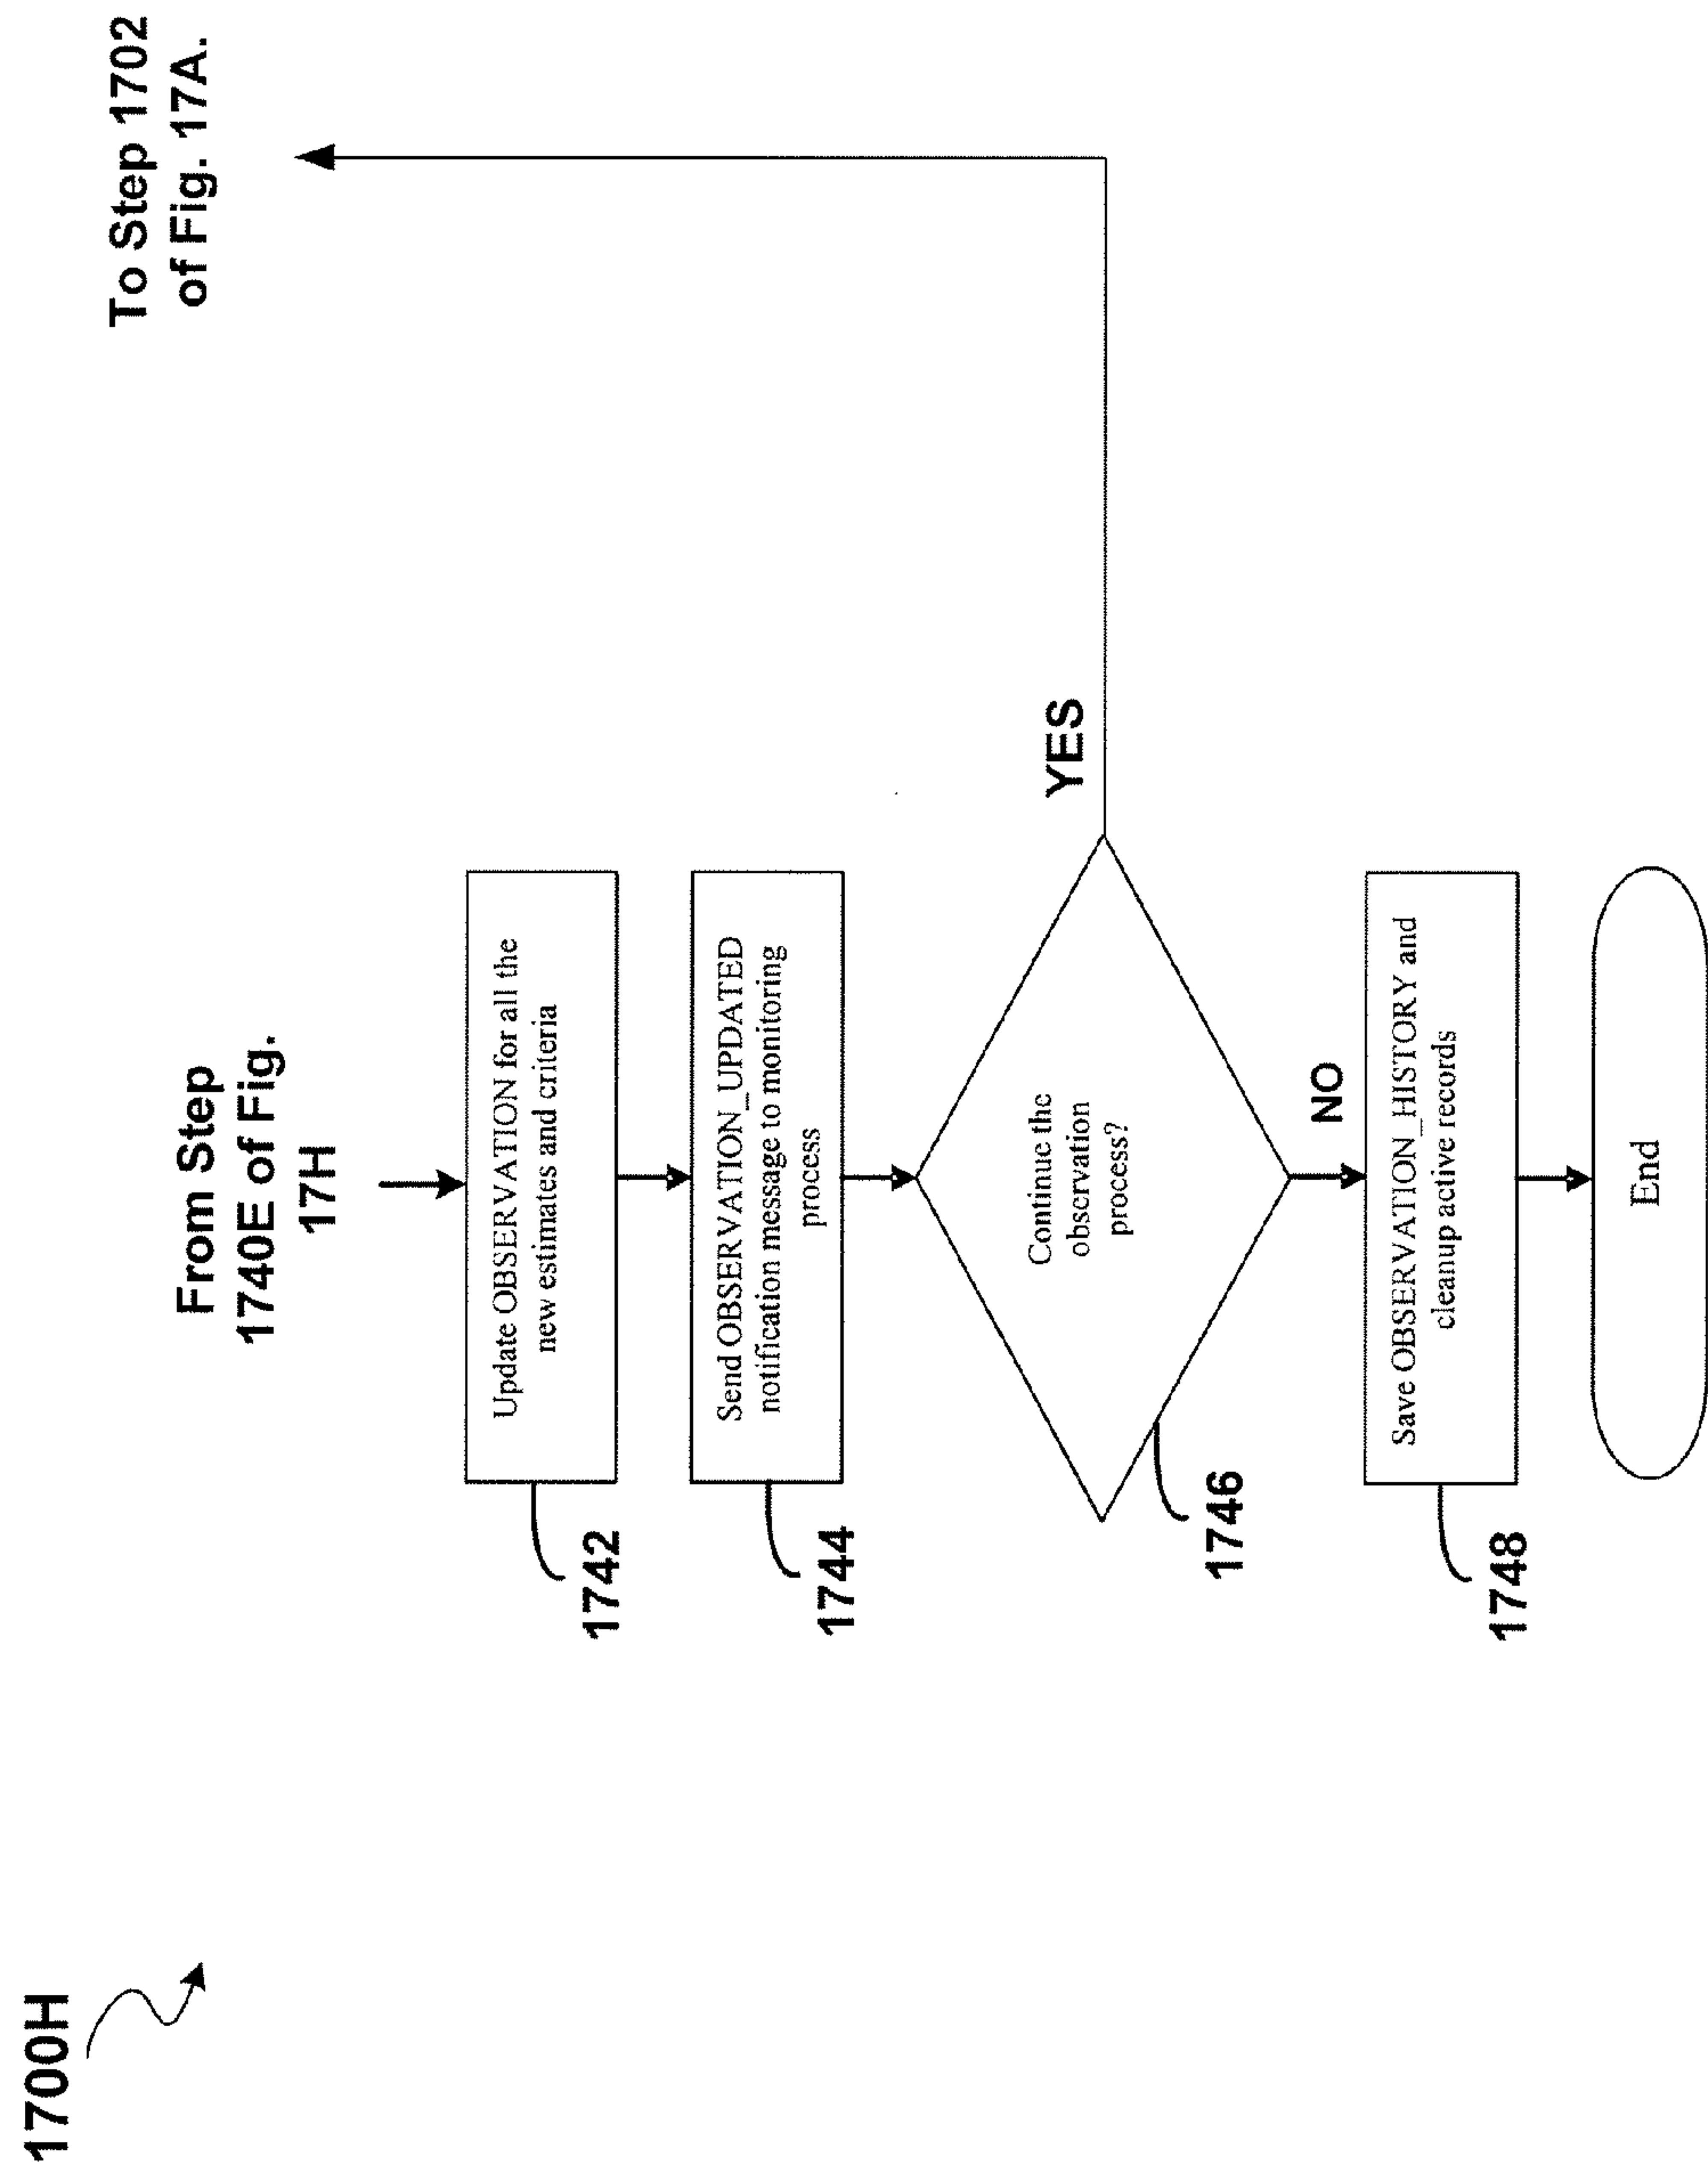 1700H
To Step 1702
of Fig. 17A.
From Step
1740E of Fig.
17H
Update OBSERVATION for all the
new estimates and criteria
1742
Send OBSERVATION_UPDATED
notification message to monitoring
process
1744
Continue the
observation
process?
1746
YES
NO
Save OBSERVATION_HISTORY and
cleanup active records
1748
End